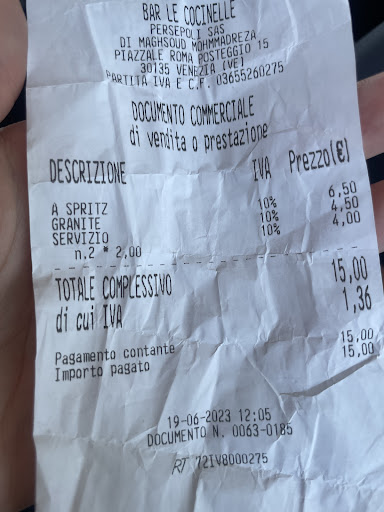 BAR LE COCINELLE
PERSEPOLI SAS
DI MAGHSOUD MOHMMADREZA
PIAZZALE ROMA POSTEGGIO 15
30135 VENEZIA (VE)
PARTITA IVA E C.F. 03655260275
DOCUMENTO COMMERCIALE
di vendita o prestazione
DESCRIZIONE IVA Prezzo(€)
A SPRITZ 10% 6,50
GRANITE 10% 4,50
SERVIZIO 10% 4,00
n.2 * 2,00
TOTALE COMPLESSIVO 15,00
di cui IVA 1,36
Pagamento contante 15,00
Importo pagato 15,00
19-06-2023 12:05
DOCUMENTO N. 0063-0185
RT 72IV8000275